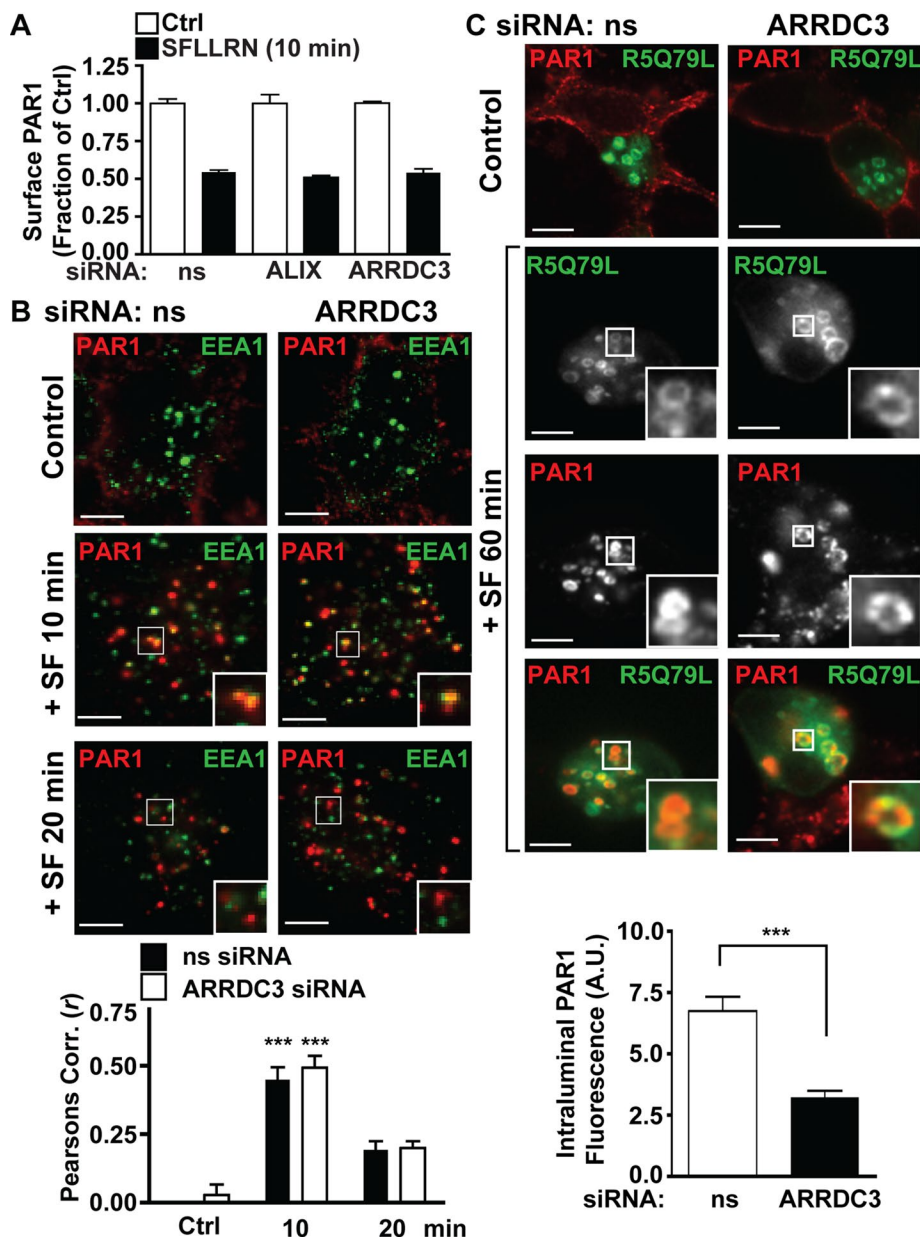 A
Ctrl
SFLLRN (10 min)
Surface PAR1
(Fraction of Ctrl)
1.25
1.00
0.75
0.50
0.25
0.00
siRNA: ns ALIX ARRDC3
B siRNA: ns ARRDC3
Control
PAR1 EEA1 PAR1 EEA1
+ SF 10 min
PAR1 EEA1 PAR1 EEA1
+ SF 20 min
PAR1 EEA1 PAR1 EEA1
ns siRNA
ARRDC3 siRNA
Pearsons Corr. (r)
0.75
0.50
0.25
0.00
*** ***
Ctrl 10 20 min
C siRNA: ns ARRDC3
Control
PAR1 R5Q79L PAR1 R5Q79L
+ SF 60 min
R5Q79L R5Q79L
PAR1 PAR1
PAR1 R5Q79L PAR1 R5Q79L
Intraluminal PAR1
Fluorescence (A.U.)
10.0
7.5
5.0
2.5
0.0
***
siRNA: ns ARRDC3